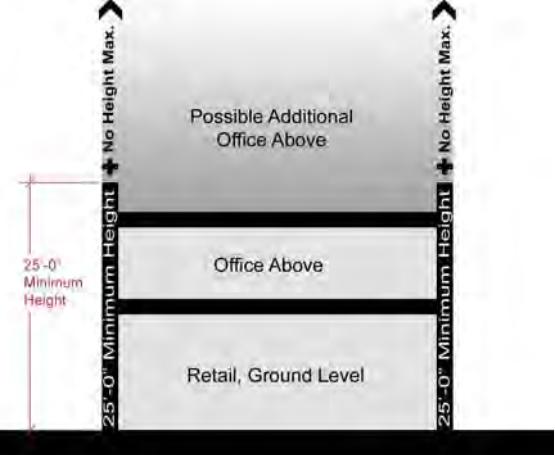 + No Height Max.
+ No Height Max.
Possible Additional
Office Above
25'-0" Minimum Height
25'-0" Minimum Height
25'-0"
Minimum
Height
Office Above
Retail, Ground Level